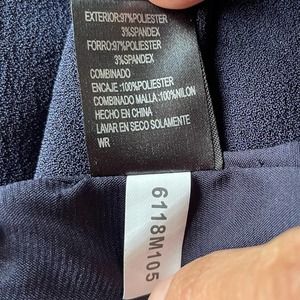 EXTERIOR:97%POLIESTER
3%SPANDEX
FORRO:97%POLIESTER
3%SPANDEX
COMBINADO
ENCAJE :100%POLIESTER
COMBINADO MALLA:100%NILON
HECHO EN CHINA
LAVAR EN SECO SOLAMENTE
WR
6118M105